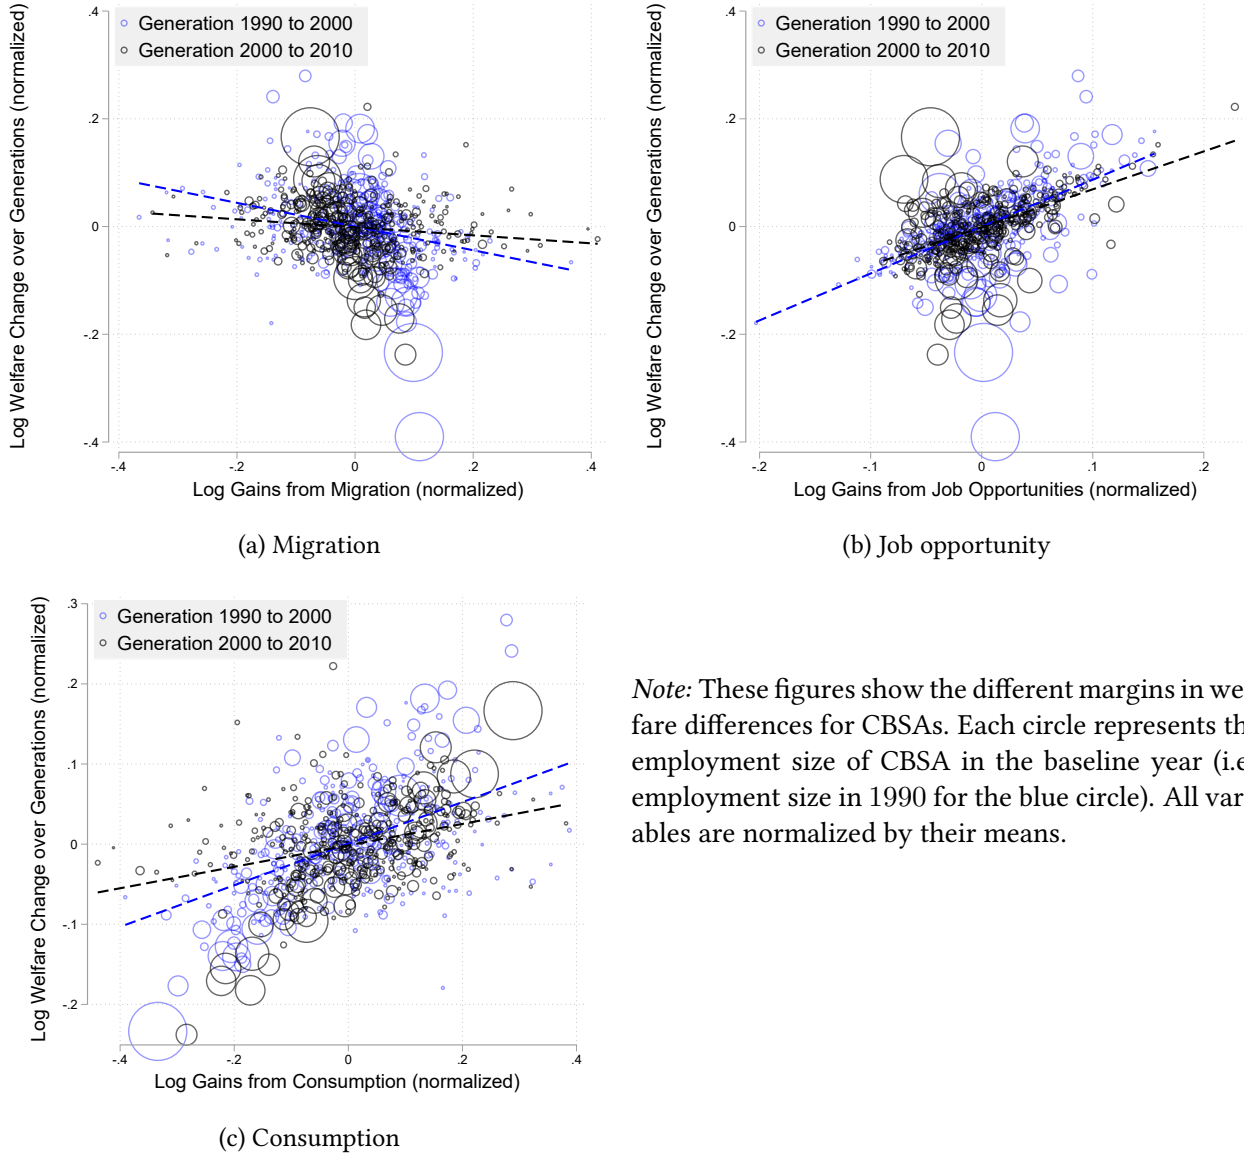 Log Welfare Change over Generations (normalized)
.4
.2
0
-.2
-.4
Generation 1990 to 2000
Generation 2000 to 2010
-.4
-.2
0
.2
.4
Log Gains from Migration (normalized)
(a) Migration
Log Welfare Change over Generations (normalized)
.4
.2
0
-.2
-.4
Generation 1990 to 2000
Generation 2000 to 2010
-.2
-.1
0
.1
.2
Log Gains from Job Opportunities (normalized)
(b) Job opportunity
Log Welfare Change over Generations (normalized)
.3
.2
.1
0
-.1
-.2
Generation 1990 to 2000
Generation 2000 to 2010
-.4
-.2
0
.2
.4
Log Gains from Consumption (normalized)
(c) Consumption
Note: These figures show the different margins in we
fare differences for CBSAs. Each circle represents th
employment size of CBSA in the baseline year (i.e
employment size in 1990 for the blue circle). All var
ables are normalized by their means.